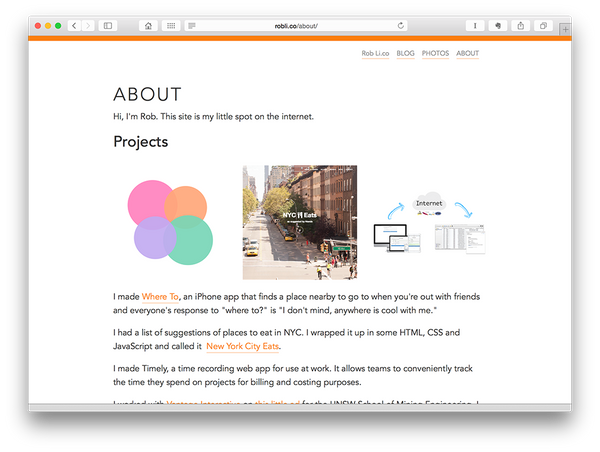 robli.co/about/
Rob Li.co BLOG PHOTOS ABOUT
ABOUT
Hi, I'm Rob. This site is my little spot on the internet.
Projects
NYC Eats
Internet
I made Where To, an iPhone app that finds a place nearby to go to when you're out with friends
and everyone's response to "where to?" is "I don't mind, anywhere is cool with me."
I had a list of suggestions of places to eat in NYC. I wrapped it up in some HTML, CSS and
JavaScript and called it New York City Eats.
I made Timely, a time recording web app for use at work. It allows teams to conveniently track
the time they spend on projects for billing and costing purposes.
I worked with Vantage Interactive on this little ad for the UNSW School of Mining Engineering. I